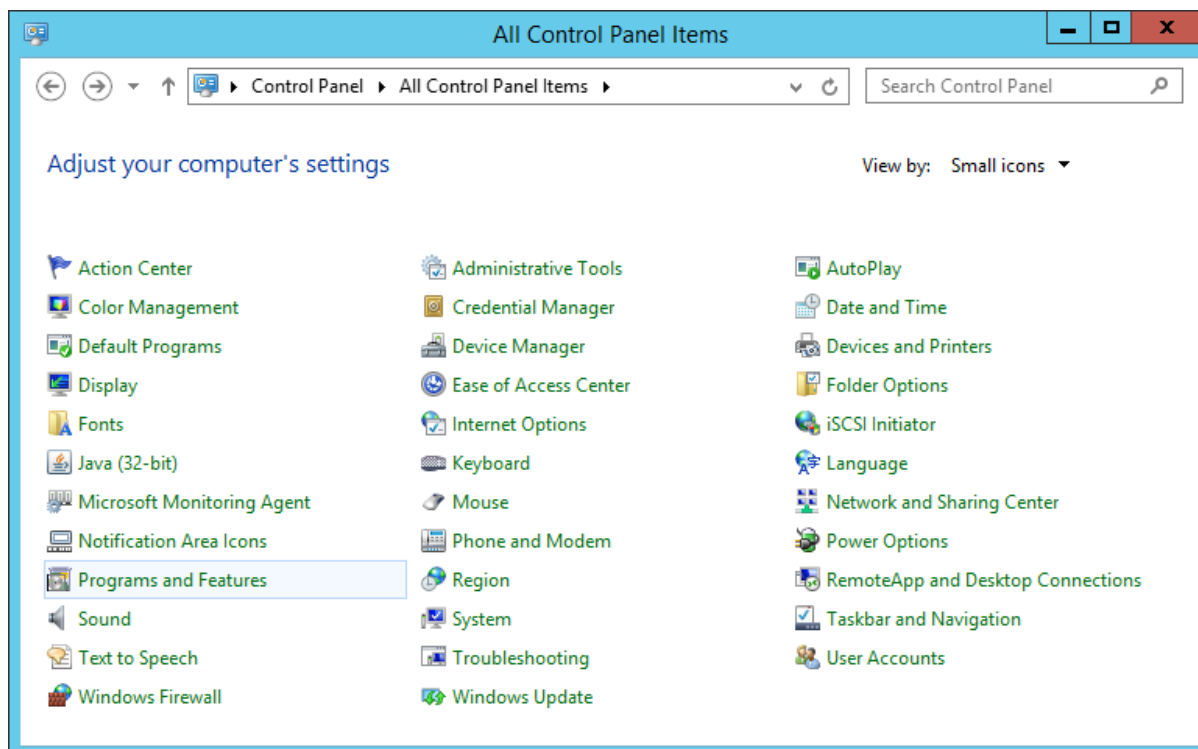 All Control Panel Items
Control Panel All Control Panel Items
Search Control Panel
Adjust your computer's settings
View by: Small icons
Action Center Administrative Tools AutoPlay
Color Management Credential Manager Date and Time
Default Programs Device Manager Devices and Printers
Display Ease of Access Center Folder Options
Fonts Internet Options iSCSI Initiator
Java (32-bit) Keyboard Language
Microsoft Monitoring Agent Mouse Network and Sharing Center
Notification Area Icons Phone and Modem Power Options
Programs and Features Region RemoteApp and Desktop Connections
Sound System Taskbar and Navigation
Text to Speech Troubleshooting User Accounts
Windows Firewall Windows Update